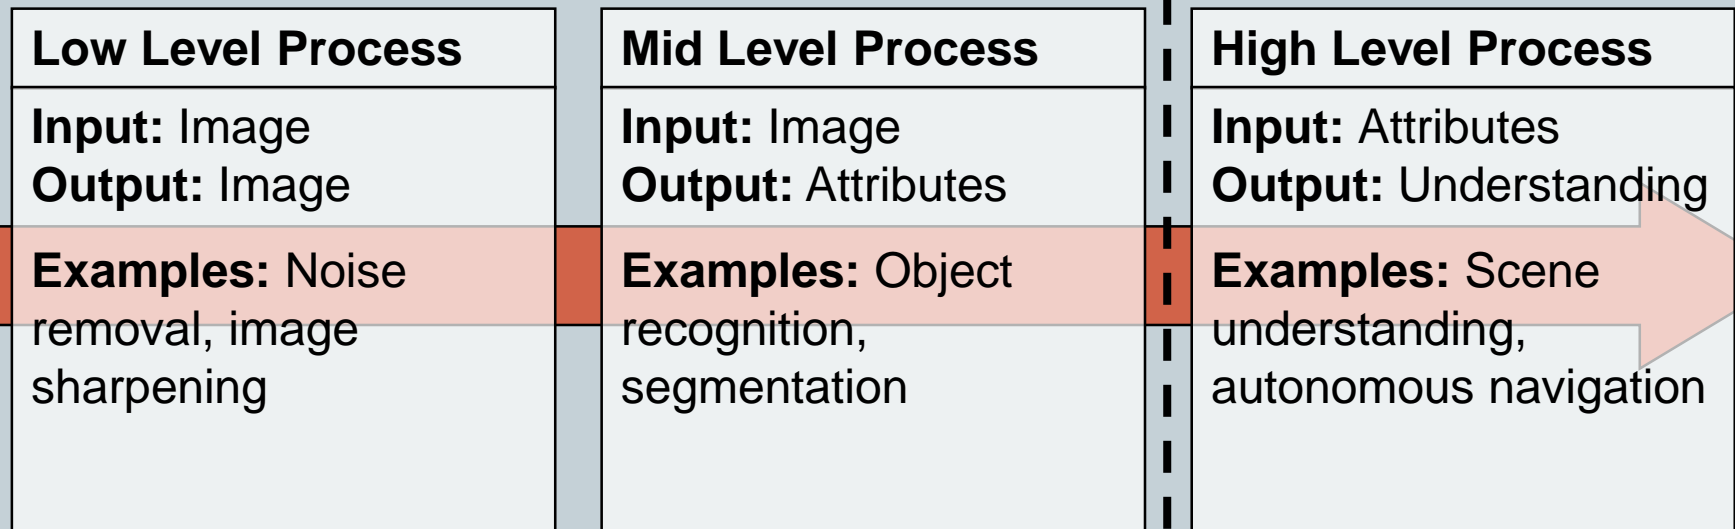 Low Level Process
Input: Image
Output: Image
Examples: Noise
removal, image
sharpening
Mid Level Process
Input: Image
Output: Attributes
Examples: Object
recognition,
segmentation
High Level Process
Input: Attributes
Output: Understanding
Examples: Scene
understanding,
autonomous navigation